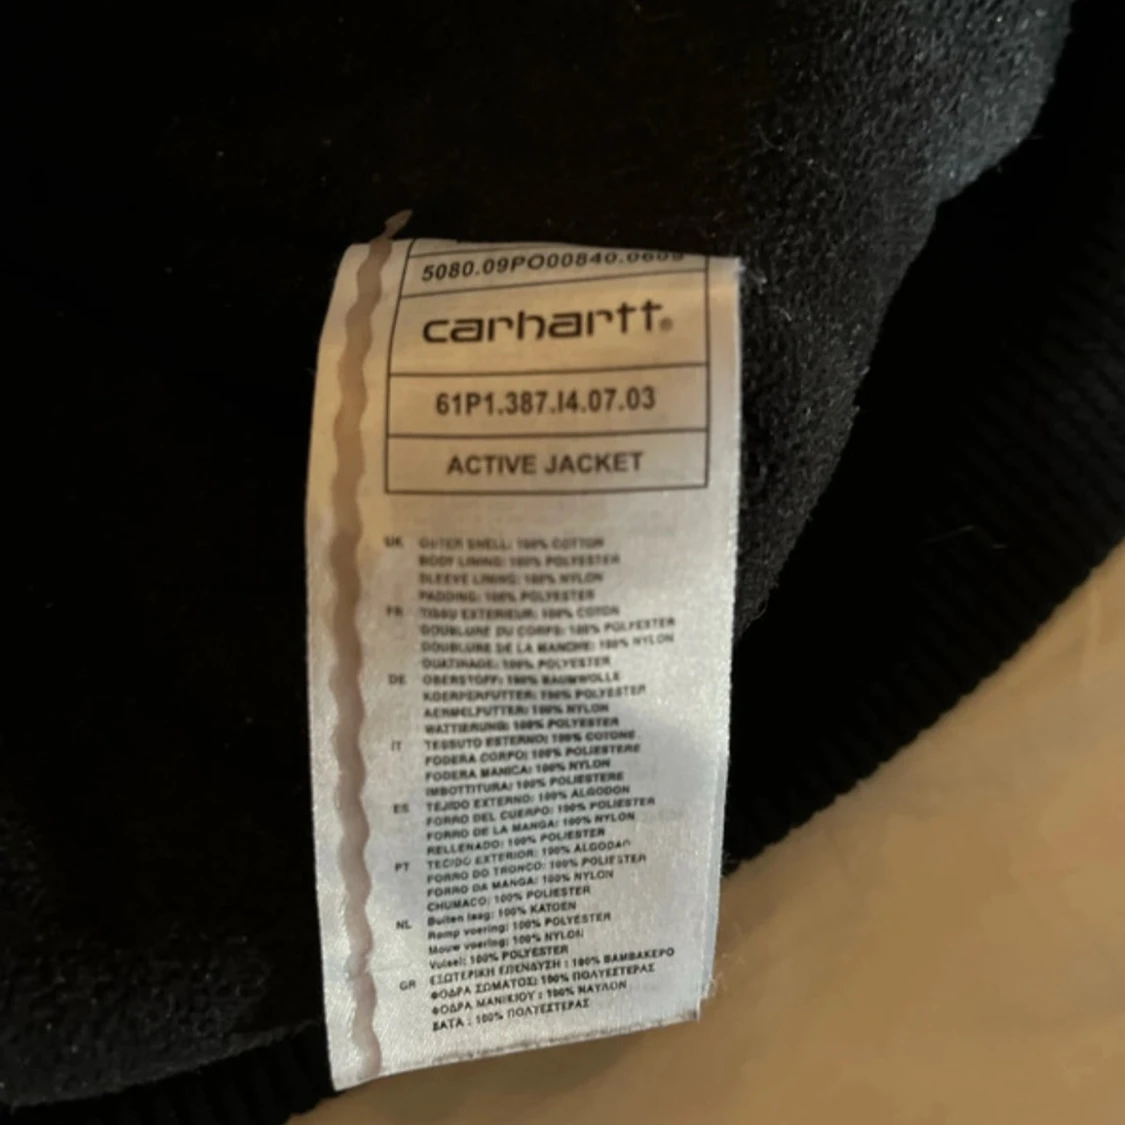 5080.09PO00840.0609
carhartt®
61P1.387.I4.07.03
ACTIVE JACKET
UK OUTER SHELL: 100% COTTON
BODY LINING: 100% POLYESTER
SLEEVE LINING: 100% NYLON
PADDING: 100% POLYESTER
FR TISSU EXTERIEUR: 100% COTON
DOUBLURE DU CORPS: 100% POLYESTER
DOUBLURE DE LA MANCHE: 100% NYLON
OUATINAGE: 100% POLYESTER
DE OBERSTOFF: 100% BAUMWOLLE
KOERPERFUTTER: 100% POLYESTER
AERMELFUTTER: 100% NYLON
WATTIERUNG: 100% POLYESTER
IT TESSUTO ESTERNO: 100% COTONE
FODERA CORPO: 100% POLIESTERE
FODERA MANICA: 100% NYLON
IMBOTTITURA: 100% POLIESTERE
ES TEJIDO EXTERNO: 100% ALGODON
FORRO DEL CUERPO: 100% POLIESTER
FORRO DE LA MANGA: 100% NYLON
RELLENADO: 100% POLIESTER
PT TECIDO EXTERIOR: 100% ALGODAO
FORRO DO TRONCO: 100% POLIESTER
FORRO DA MANGA: 100% NYLON
CHUMACO: 100% POLIESTER
NL Buiten laag: 100% KATOEN
Romp voering: 100% POLYESTER
Mouw voering: 100% NYLON
Vulsel: 100% POLYESTER
GR ΕΞΩΤΕΡΙΚΗ ΕΠΕΝΔΥΣΗ : 100% ΒΑΜΒΑΚΕΡΟ
ΦΟΔΡΑ ΣΩΜΑΤΟΣ: 100% ΠΟΛΥΕΣΤΕΡΑΣ
ΦΟΔΡΑ ΜΑΝΙΚΙΟΥ : 100% ΝΑΥΛΟΝ
ΒΑΤΑ : 100% ΠΟΛΥΕΣΤΕΡΑΣ